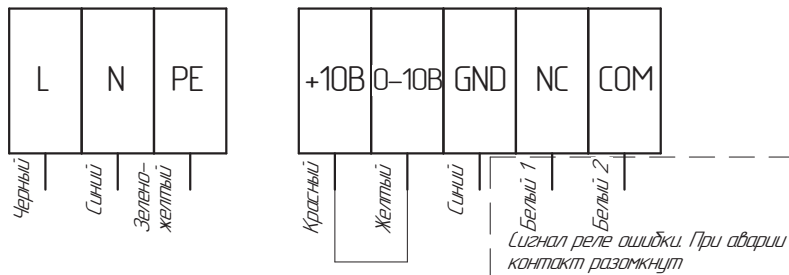 L N PE +10В 0-10В GND NC COM
Черный
Синий
Зелено-
желтый
Красный
Желтый
Синий
Белый 1
Белый 2
Сигнал реле ошибки. При аварии
контакт разомкнут